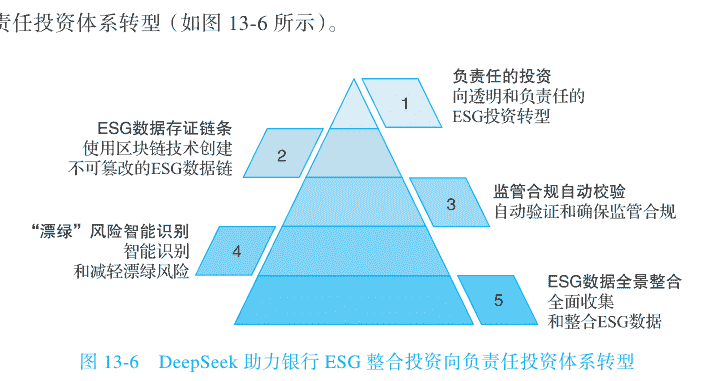 责任投资体系转型（如图 13-6 所示）。
1
负责任的投资
向透明和负责任的
ESG投资转型
ESG数据存证链条
使用区块链技术创建
不可篡改的ESG数据链
2
3
监管合规自动校验
自动验证和确保监管合规
“漂绿”风险智能识别
智能识别
和减轻漂绿风险
4
5
ESG数据全景整合
全面收集
和整合ESG数据
图 13-6 DeepSeek 助力银行 ESG 整合投资向负责任投资体系转型